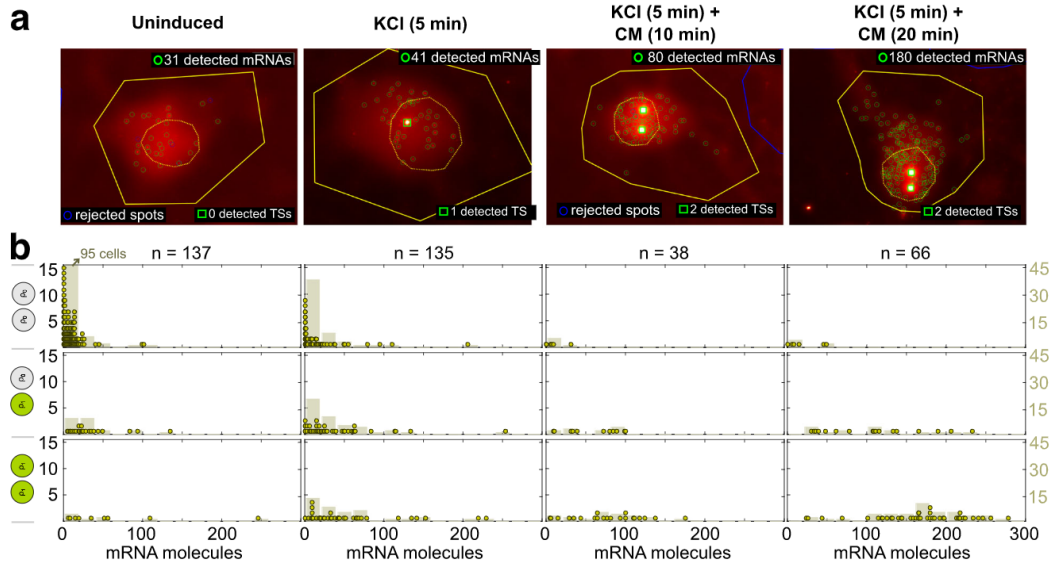 a
Uninduced
KCl (5 min)
KCl (5 min) +
CM (10 min)
KCl (5 min) +
CM (20 min)
31 detected mRNAs
41 detected mRNAs
80 detected mRNAs
180 detected mRNAs
rejected spots
0 detected TSs
1 detected TS
rejected spots
2 detected TSs
2 detected TSs
b
95 cells
n = 137
n = 135
n = 38
n = 66
15
10
5
45
30
15
15
10
5
45
30
15
15
10
5
45
30
15
0
100
200
0
100
200
0
100
200
0
100
200
300
mRNA molecules
mRNA molecules
mRNA molecules
mRNA molecules